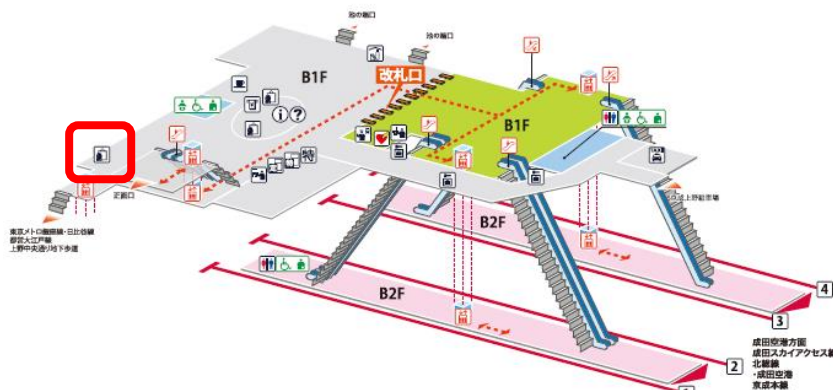 池の端口
池の端口
B1F
改札口
B1F
正面口
東京メトロ銀座線・日比谷線
都営大江戸線
上野中央通り地下歩道
特
京成上野駐車場
B2F
B2F
4
3
2
成田空港方面
成田スカイアクセス線
北総線
・成田空港
京成本線